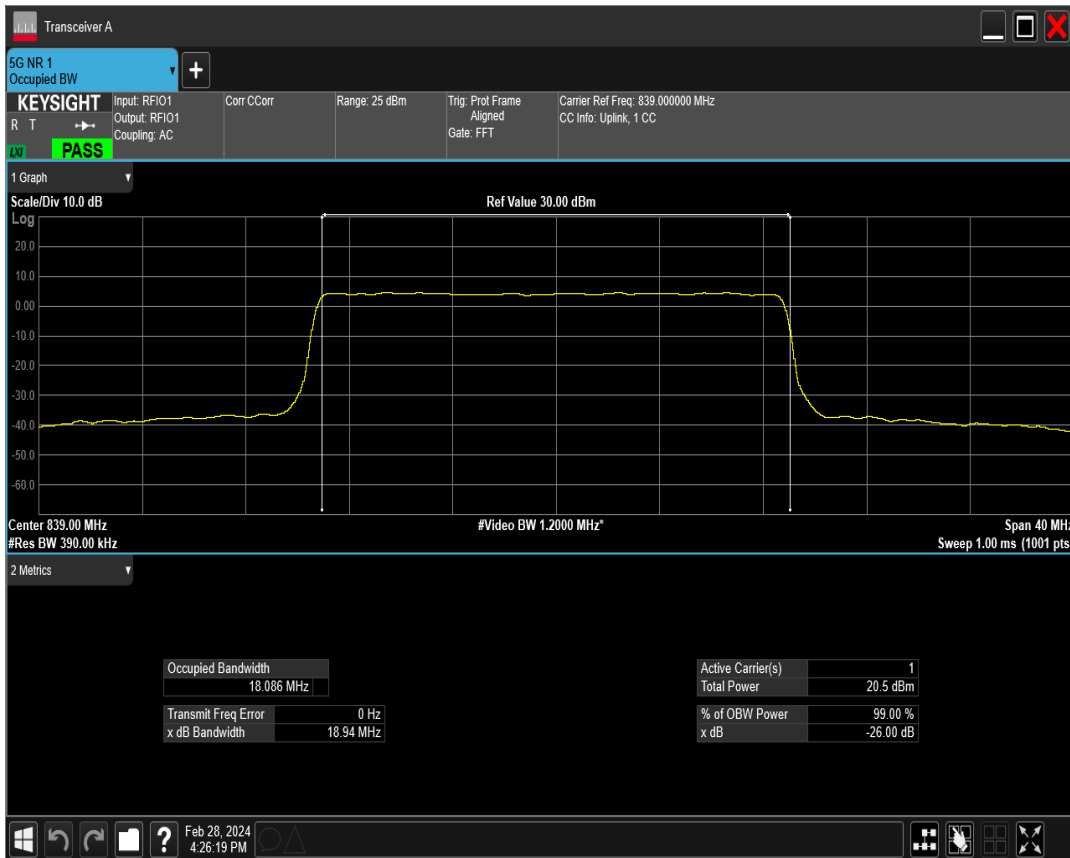 Transceiver A
5G NR 1
Occupied BW
+
KEYSIGHT
R T
LXI
PASS
Input: RFIO1
Output: RFIO1
Coupling: AC
Corr CCorr
Range: 25 dBm
Trig: Prot Frame
Aligned
Gate: FFT
Carrier Ref Freq: 839.000000 MHz
CC Info: Uplink, 1 CC
1 Graph
Scale/Div 10.0 dB
Ref Value 30.00 dBm
Log
20.0
10.0
0.00
-10.0
-20.0
-30.0
-40.0
-50.0
-60.0
Center 839.00 MHz
#Video BW 1.2000 MHz*
Span 40 MHz
#Res BW 390.00 kHz
Sweep 1.00 ms (1001 pts
2 Metrics
Occupied Bandwidth
18.086 MHz
Transmit Freq Error 0 Hz
x dB Bandwidth 18.94 MHz
Active Carrier(s) 1
Total Power 20.5 dBm
% of OBW Power 99.00 %
x dB -26.00 dB
?
Feb 28, 2024
4:26:19 PM